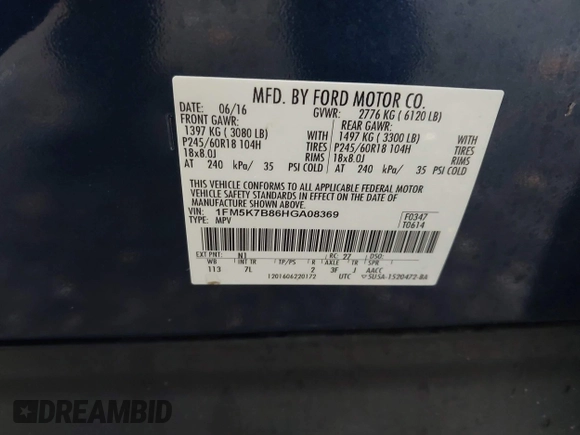 MFD. BY FORD MOTOR CO.
DATE: 06/16 GVWR: 2776 KG ( 6120 LB)
FRONT GAWR: REAR GAWR:
1397 KG ( 3080 LB) WITH 1497 KG ( 3300 LB) WITH
P245/60R18 104H TIRES P245/60R18 104H TIRES
18x8.0J RIMS 18x8.0J RIMS
AT 240 kPa/ 35 PSI COLD AT 240 kPa/ 35 PSI COLD
THIS VEHICLE CONFORMS TO ALL APPLICABLE FEDERAL MOTOR
VEHICLE SAFETY STANDARDS IN EFFECT ON THE DATE OF
MANUFACTURE SHOWN ABOVE.
VIN: 1FM5K7B86HGA08369 F0347
TYPE: MPV T0614
EXT PNT: N1 RC: 27 DSO:
WB INT TR TP/PS R AXLE TR SPR
113 7L 2 3F J AACC
1201606220172 UTC 5USA-1520472-BA
DREAMBID